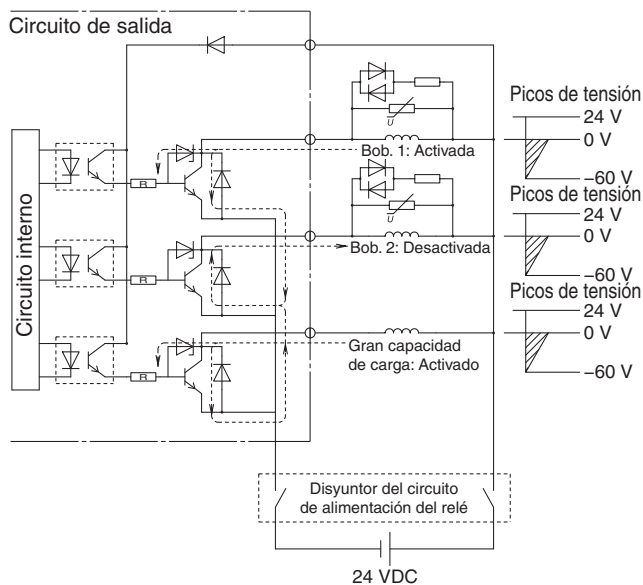 Circuito de salida
Picos de tensión
24 V
0 V
−60 V
U
Bob. 1: Activada
Circuito interno
R
Picos de tensión
24 V
0 V
−60 V
U
Bob. 2: Desactivada
R
Picos de tensión
24 V
0 V
−60 V
Gran capacidad
de carga: Activado
R
Disyuntor del circuito
de alimentación del relé
24 VDC